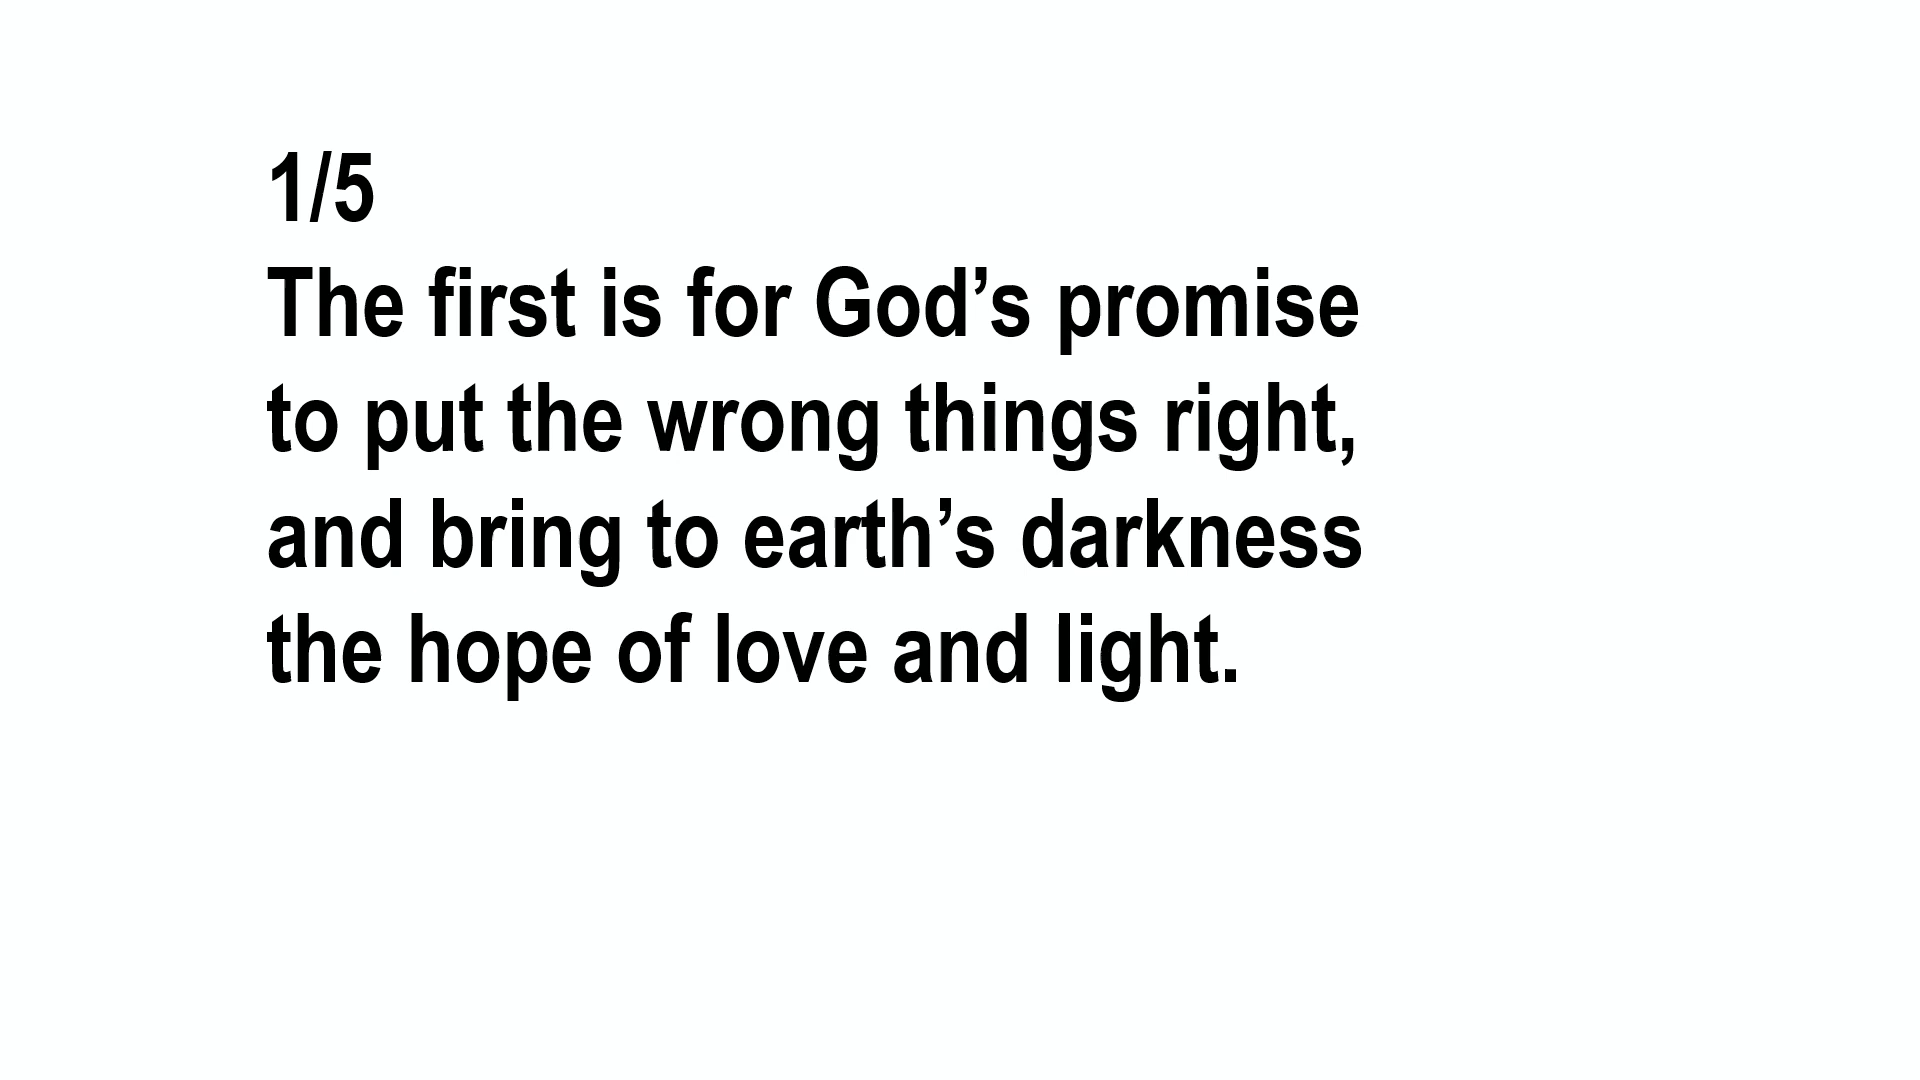 1/5
The first is for God’s promise
to put the wrong things right,
and bring to earth’s darkness
the hope of love and light.